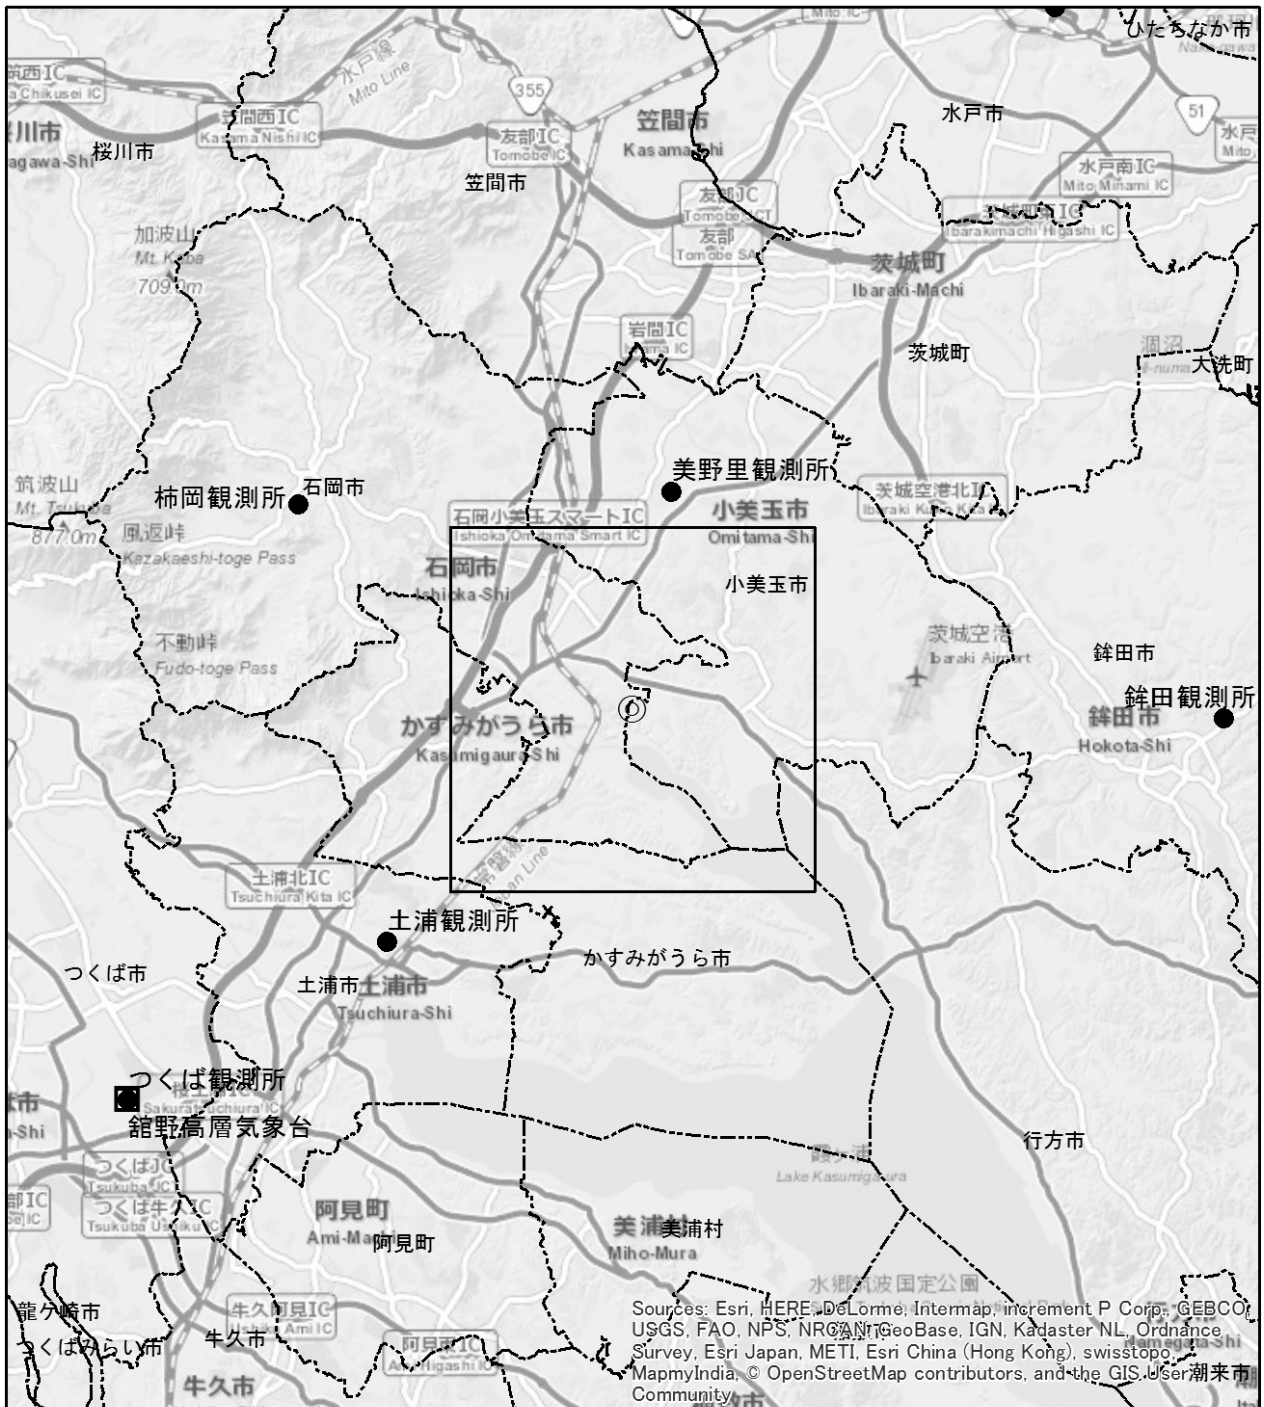 Mito IC
ひたちなか市
筑西IC
a Chikusei IC
水戸線
Mito Line
355
51
笠間西IC
Kasama Nishi IC
友部IC
Tomobe IC
笠間市
Kasama-Shi
水戸市
桜川市
笠間市
水戸南IC
Mito Minami IC
友部JC
Tomobe JCT
友部
Tomobe SA
Ibarakimachi Higashi IC
加波山
Mt. Kaba
709.0m
茨城町
Ibaraki-Machi
岩間IC
Iwama IC
茨城町
涸沼
大洗町
美野里観測所
柿岡観測所
石岡市
筑波山
Mt. Tsukuba
877.0m
風返峠
Kazakaeshi-toge Pass
石岡小美玉スマートIC
Ishioka Omitama Smart IC
小美玉市
Omitama-Shi
茨城空港北IC
Ibaraki Kuko Kita IC
石岡市
Ishioka-Shi
小美玉市
不動峠
Fudo-toge Pass
茨城空港
Ibaraki Airport
鉾田市
鉾田観測所
鉾田市
Hokota-Shi
かすみがうら市
Kasumigaura-Shi
常磐線
土浦北IC
Tsuchiura Kita IC
土浦観測所
かすみがうら市
つくば市
土浦市
土浦市
Tsuchiura-Shi
つくば観測所
Sakura Tsuchiura IC
舘野高層気象台
つくばJC
Tsukuba JC
つくば牛久IC
Tsukuba Ushiku IC
霞ヶ浦
Lake Kasumigaura
行方市
阿見町
Ami-Machi
阿見町
美浦村
Miho-Mura
美浦村
水郷筑波国定公園
龍ケ崎市
つくばみらい市
牛久市
牛久阿見IC
Ushiku Ami IC
阿見東IC
Ami Higashi IC
牛久市
Namegata-Shi
潮来市
Sources: Esri, HERE, DeLorme, Intermap, increment P Corp., GEBCO,
USGS, FAO, NPS, NRCAN, GeoBase, IGN, Kadaster NL, Ordnance
Survey, Esri Japan, METI, Esri China (Hong Kong), swisstopo,
MapmyIndia, © OpenStreetMap contributors, and the GIS User
Community